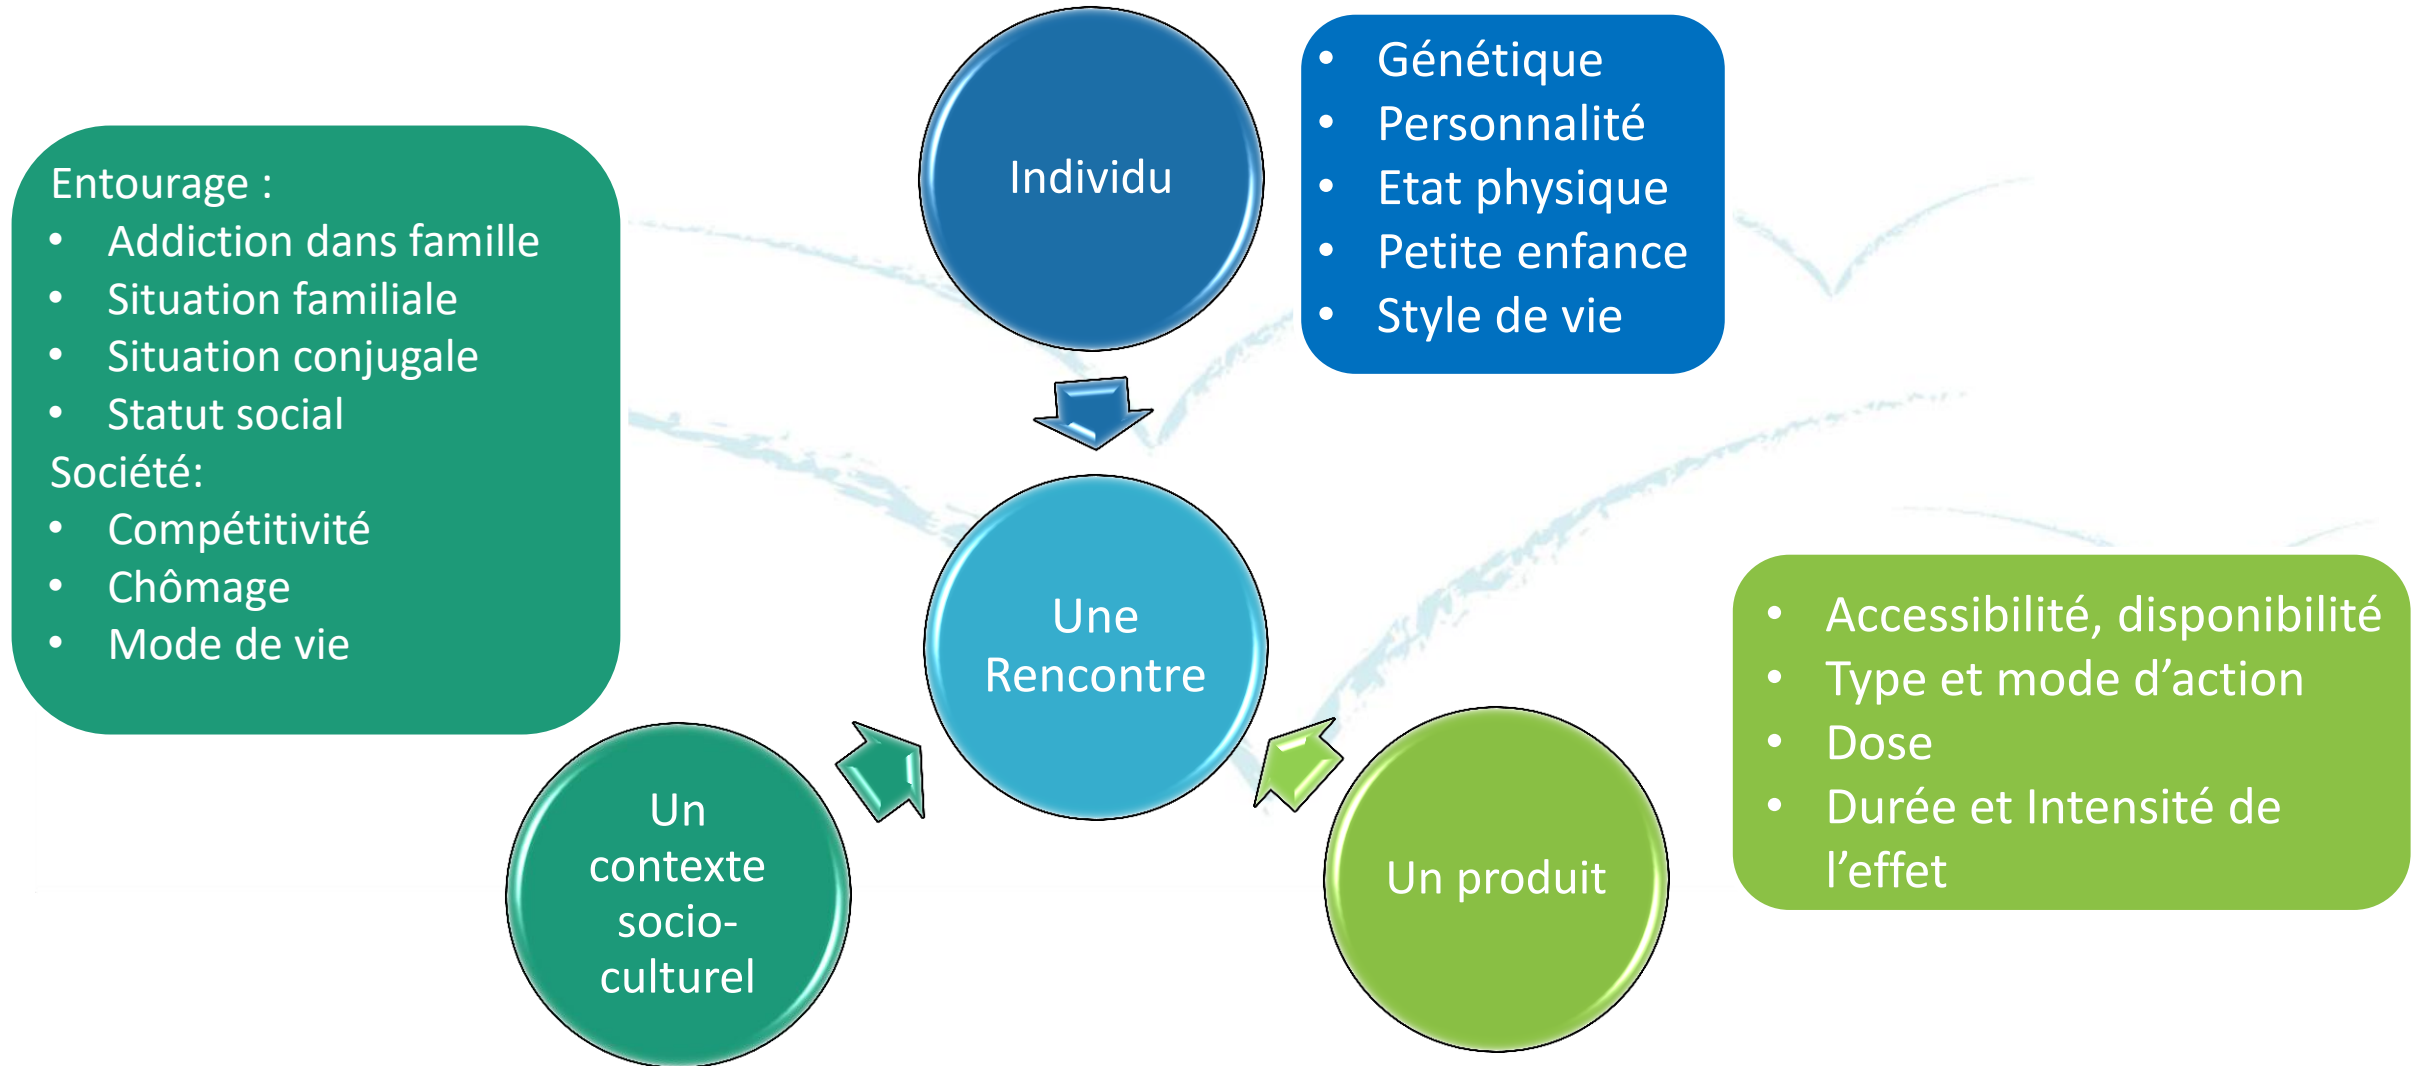 Individu
• Génétique
• Personnalité
• Etat physique
• Petite enfance
• Style de vie
Entourage :
• Addiction dans famille
• Situation familiale
• Situation conjugale
• Statut social
Société:
• Compétitivité
• Chômage
• Mode de vie
Une
Rencontre
Un
contexte
socio-
culturel
Un produit
• Accessibilité, disponibilité
• Type et mode d’action
• Dose
• Durée et Intensité de
l’effet